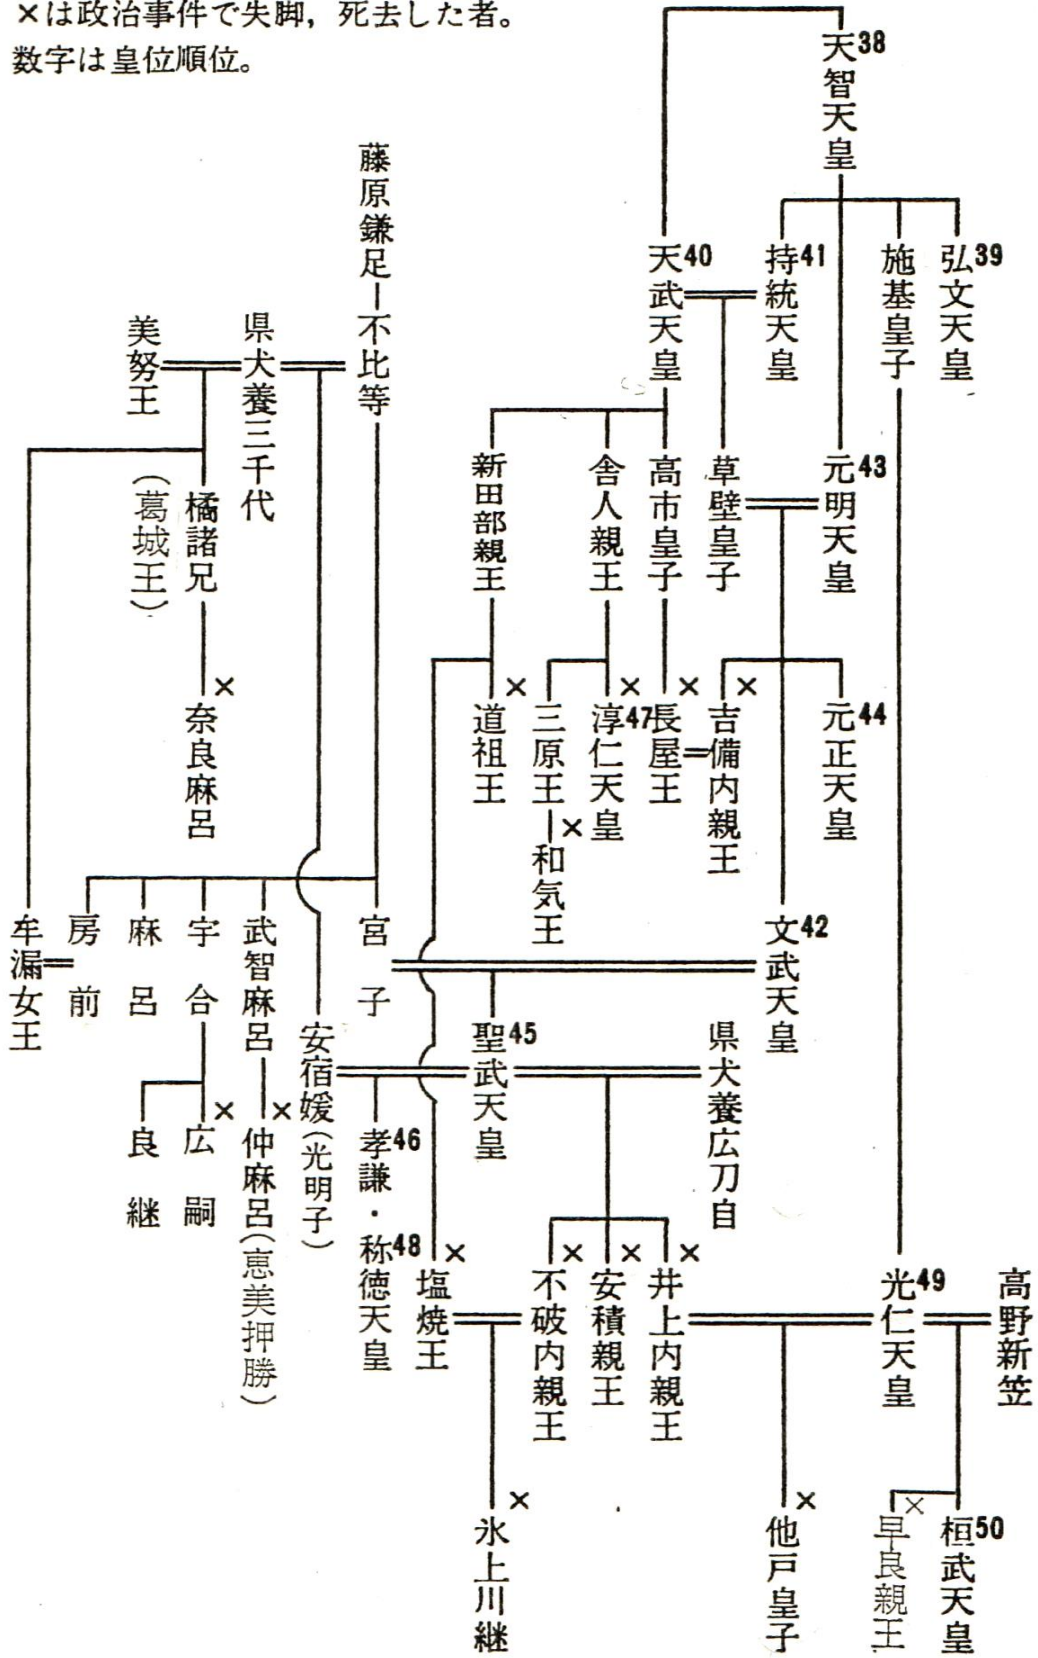 ×は政治事件で失脚，死去した者。
数字は皇位順位。
天智天皇38
弘文天皇39
施基皇子
持統天皇41
天武天皇40
藤原鎌足
不比等
県犬養三千代
美努王
元明天皇43
草壁皇子
高市皇子
舎人親王
新田部親王
橘諸兄
（葛城王）
元正天皇44
×
吉備内親王
×
長屋王
×
淳仁天皇47
三原王
×
和気王
×
道祖王
×
奈良麻呂
文武天皇42
宮子
武智麻呂
宇合
麻呂
房前
牟漏女王
県犬養広刀自
聖武天皇45
安宿媛（光明子）
孝謙・称徳天皇46 48
×
仲麻呂（恵美押勝）
×
広嗣
良継
高野新笠
光仁天皇49
×
井上内親王
×
安積親王
×
不破内親王
×
塩焼王
桓武天皇50
×
早良親王
×
他戸皇子
×
氷上川継